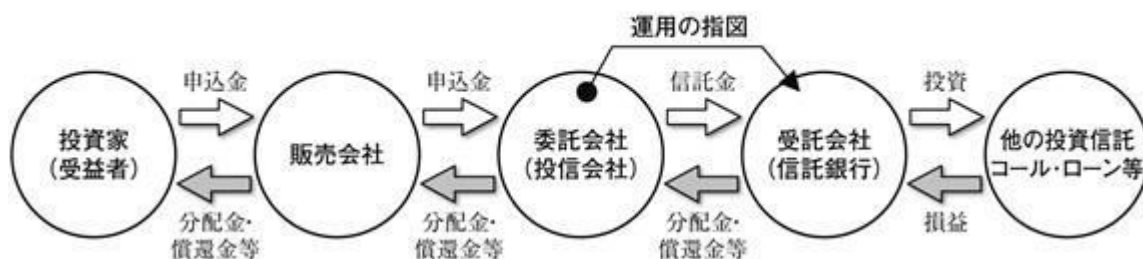 運用の指図
申込金
申込金
信託金
投資
投資家
(受益者)
販売会社
委託会社
(投信会社)
受託会社
(信託銀行)
他の投資信託
コール・ローン等
分配金・
償還金等
分配金・
償還金等
分配金・
償還金等
損益